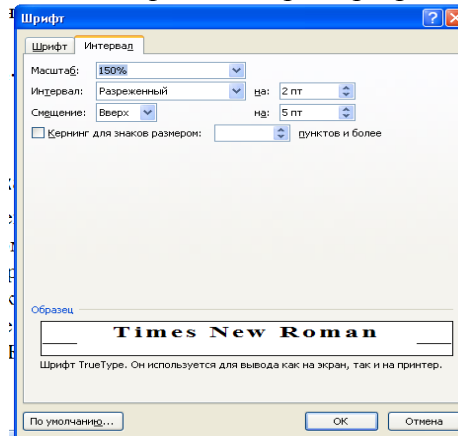 Шрифт
Шрифт Интервал
Масштаб: 150%
Интервал: Разреженный на: 2 пт
Смещение: Вверх на: 5 пт
Кернинг для знаков размером: пунктов и более
Образец
Times New Roman
Шрифт TrueType. Он используется для вывода как на экран, так и на принтер.
По умолчанию... ОК Отмена